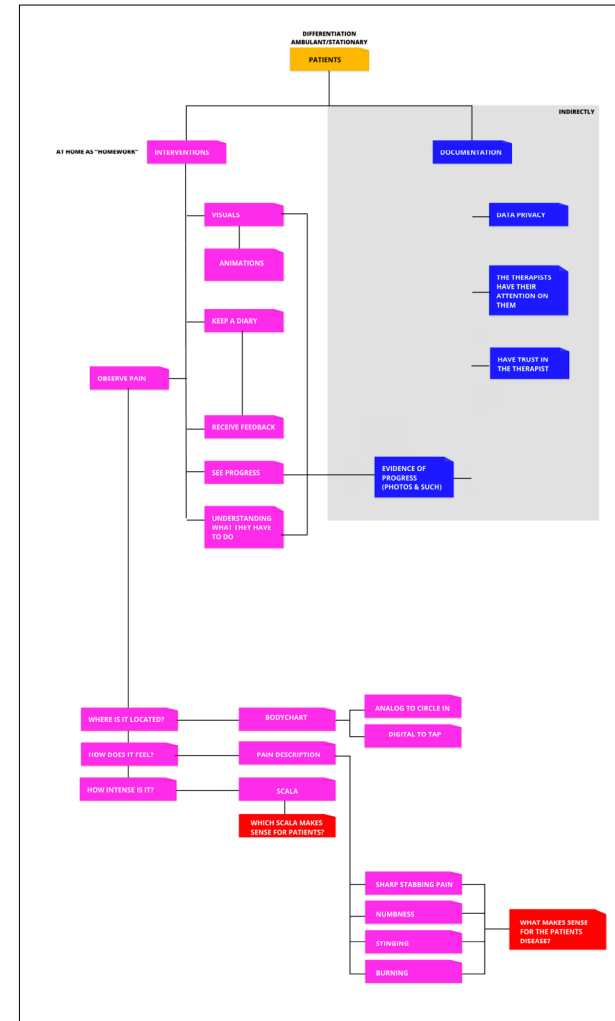 DIFFERENTIATION
AMBULANT/STATIONARY
PATIENTS
INDIRECTLY
AT HOME AS "HOMEWORK"
INTERVENTIONS
DOCUMENTATION
VISUALS
DATA PRIVACY
ANIMATIONS
THE THERAPISTS
HAVE THEIR
ATTENTION ON
THEM
KEEP A DIARY
HAVE TRUST IN
THE THERAPIST
OBSERVE PAIN
RECEIVE FEEDBACK
SEE PROGRESS
EVIDENCE OF
PROGRESS
(PHOTOS & SUCH)
UNDERSTANDING
WHAT THEY HAVE
TO DO
WHERE IS IT LOCATED?
BODYCHART
ANALOG TO CIRCLE IN
DIGITAL TO TAP
HOW DOES IT FEEL?
PAIN DESCRIPTION
HOW INTENSE IS IT?
SCALA
WHICH SCALA MAKES
SENSE FOR PATIENTS?
SHARP STABBING PAIN
NUMBNESS
STINGING
BURNING
WHAT MAKES SENSE
FOR THE PATIENTS
DISEASE?